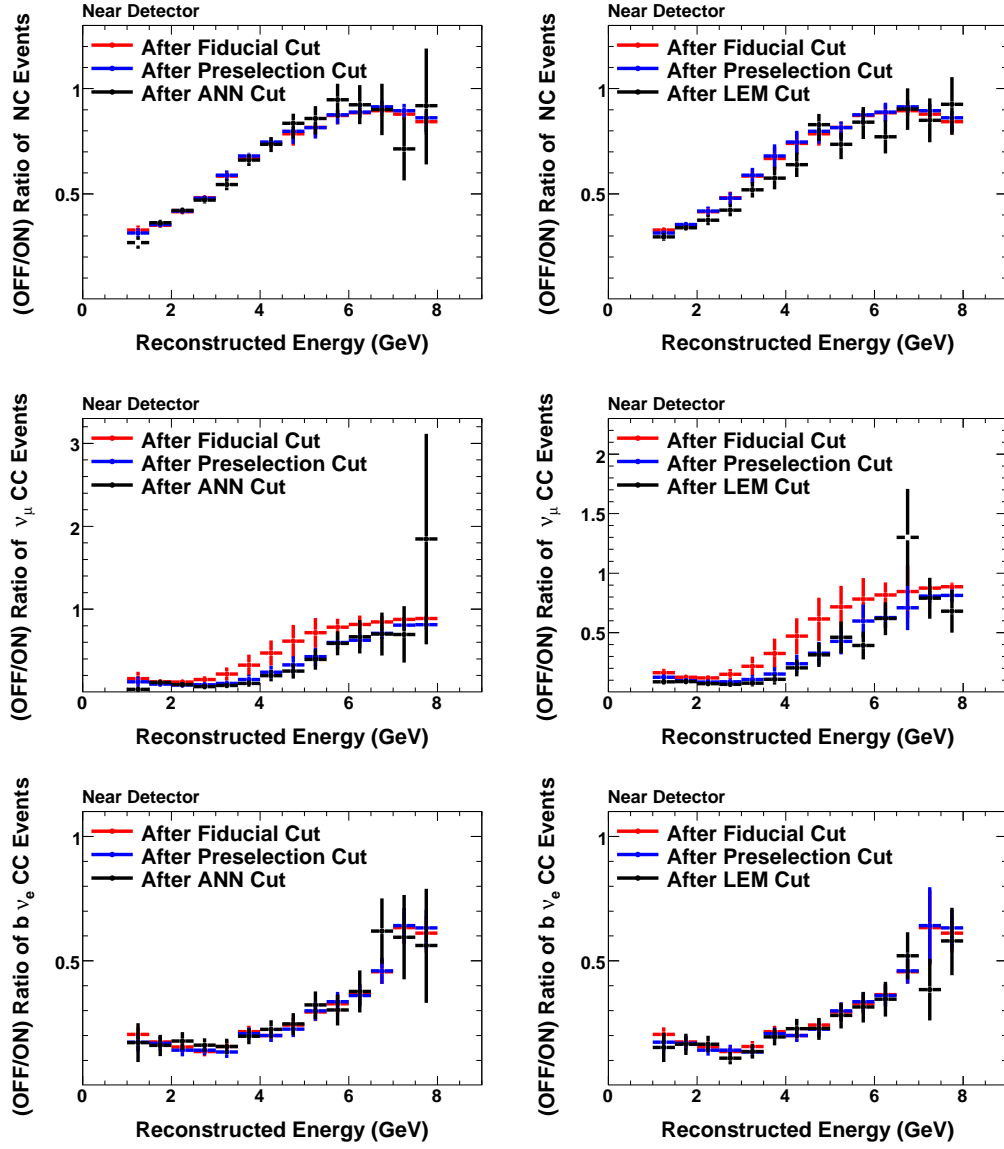 Near Detector
After Fiducial Cut
After Preselection Cut
After ANN Cut
(OFF/ON) Ratio of NC Events
1
0.5
0 2 4 6 8
Reconstructed Energy (GeV)
Near Detector
After Fiducial Cut
After Preselection Cut
After LEM Cut
(OFF/ON) Ratio of NC Events
1
0.5
0 2 4 6 8
Reconstructed Energy (GeV)
Near Detector
After Fiducial Cut
After Preselection Cut
After ANN Cut
(OFF/ON) Ratio of ν_μ CC Events
3
2
1
0 2 4 6 8
Reconstructed Energy (GeV)
Near Detector
After Fiducial Cut
After Preselection Cut
After LEM Cut
(OFF/ON) Ratio of ν_μ CC Events
2
1.5
1
0.5
0 2 4 6 8
Reconstructed Energy (GeV)
Near Detector
After Fiducial Cut
After Preselection Cut
After ANN Cut
(OFF/ON) Ratio of b ν_e CC Events
1
0.5
0 2 4 6 8
Reconstructed Energy (GeV)
Near Detector
After Fiducial Cut
After Preselection Cut
After LEM Cut
(OFF/ON) Ratio of b ν_e CC Events
1
0.5
0 2 4 6 8
Reconstructed Energy (GeV)